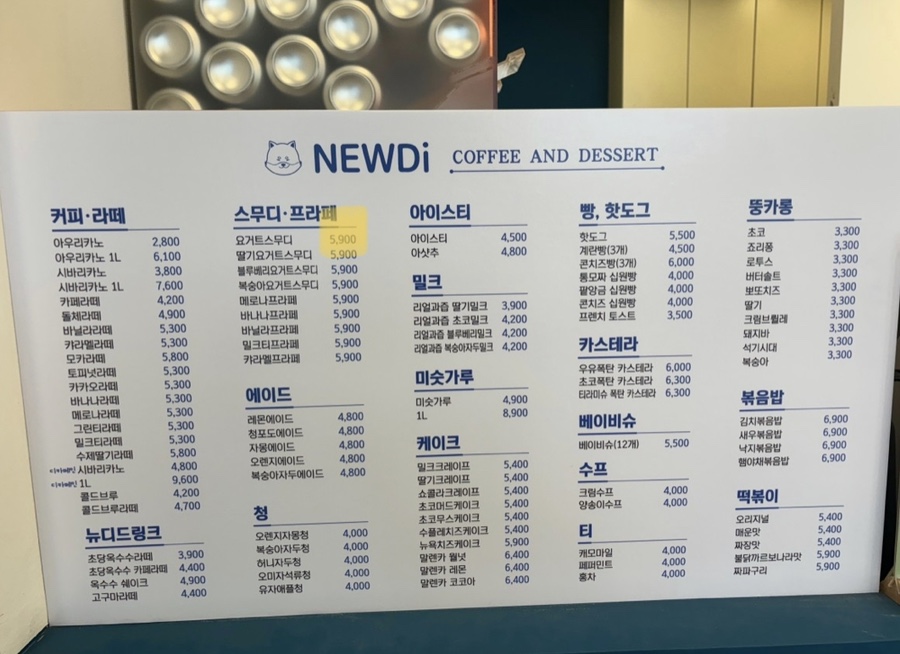 NEWDi COFFEE AND DESSERT
커피·라떼
아우리카노 2,800
아우리카노 1L 6,100
시바리카노 3,800
시바리카노 1L 7,600
카페라떼 4,200
돌체라떼 4,900
바닐라라떼 5,300
캬라멜라떼 5,300
모카라떼 5,800
토피넛라떼 5,300
카카오라떼 5,300
바나나라떼 5,300
메로나라떼 5,300
그린티라떼 5,300
밀크티라떼 5,300
수제딸기라떼 5,800
디카페인 시바리카노 4,800
디카페인 1L 9,600
콜드브루 4,200
콜드브루라떼 4,700
뉴디드링크
초당옥수수라떼 3,900
초당옥수수 카페라떼 4,400
옥수수 쉐이크 4,900
고구마라떼 4,400
스무디·프라페
요거트스무디 5,900
딸기요거트스무디 5,900
블루베리요거트스무디 5,900
복숭아요거트스무디 5,900
메로나프라페 5,900
바나나프라페 5,900
바닐라프라페 5,900
밀크티프라페 5,900
캬라멜프라페 5,900
에이드
레몬에이드 4,800
청포도에이드 4,800
자몽에이드 4,800
오렌지에이드 4,800
복숭아자두에이드 4,800
청
오렌지자몽청 4,000
복숭아자두청 4,000
허니자두청 4,000
오미자석류청 4,000
유자애플청 4,000
아이스티
아이스티 4,500
아샷추 4,800
밀크
리얼과즙 딸기밀크 3,900
리얼과즙 초코밀크 4,200
리얼과즙 블루베리밀크 4,200
리얼과즙 복숭아자두밀크 4,200
미숫가루
미숫가루 4,900
1L 8,900
케이크
밀크크레이프 5,400
딸기크레이프 5,400
쇼콜라크레이프 5,400
초코머드케이크 5,400
초코무스케이크 5,400
수플레치즈케이크 5,400
뉴욕치즈케이크 5,900
말렌카 월넛 6,400
말렌카 레몬 6,400
말렌카 코코아 6,400
빵, 핫도그
핫도그 5,500
계란빵(3개) 4,500
콘치즈빵(3개) 6,000
통모짜 십원빵 4,000
팥앙금 십원빵 4,000
콘치즈 십원빵 4,000
프렌치 토스트 3,500
카스테라
우유폭탄 카스테라 6,000
초코폭탄 카스테라 6,300
티라미슈 폭탄 카스테라 6,300
베이비슈
베이비슈(12개) 5,500
수프
크림수프 4,000
양송이수프 4,000
티
캐모마일 4,000
페퍼민트 4,000
홍차 4,000
뚱카롱
초코 3,300
죠리퐁 3,300
로투스 3,300
버터솔트 3,300
뽀또치즈 3,300
딸기 3,300
크림브륄레 3,300
돼지바 3,300
석기시대 3,300
복숭아 3,300
볶음밥
김치볶음밥 6,900
새우볶음밥 6,900
낙지볶음밥 6,900
햄야채볶음밥 6,900
떡볶이
오리지널 5,400
매운맛 5,400
짜장맛 5,400
불닭까르보나라맛 5,900
짜파구리 5,900